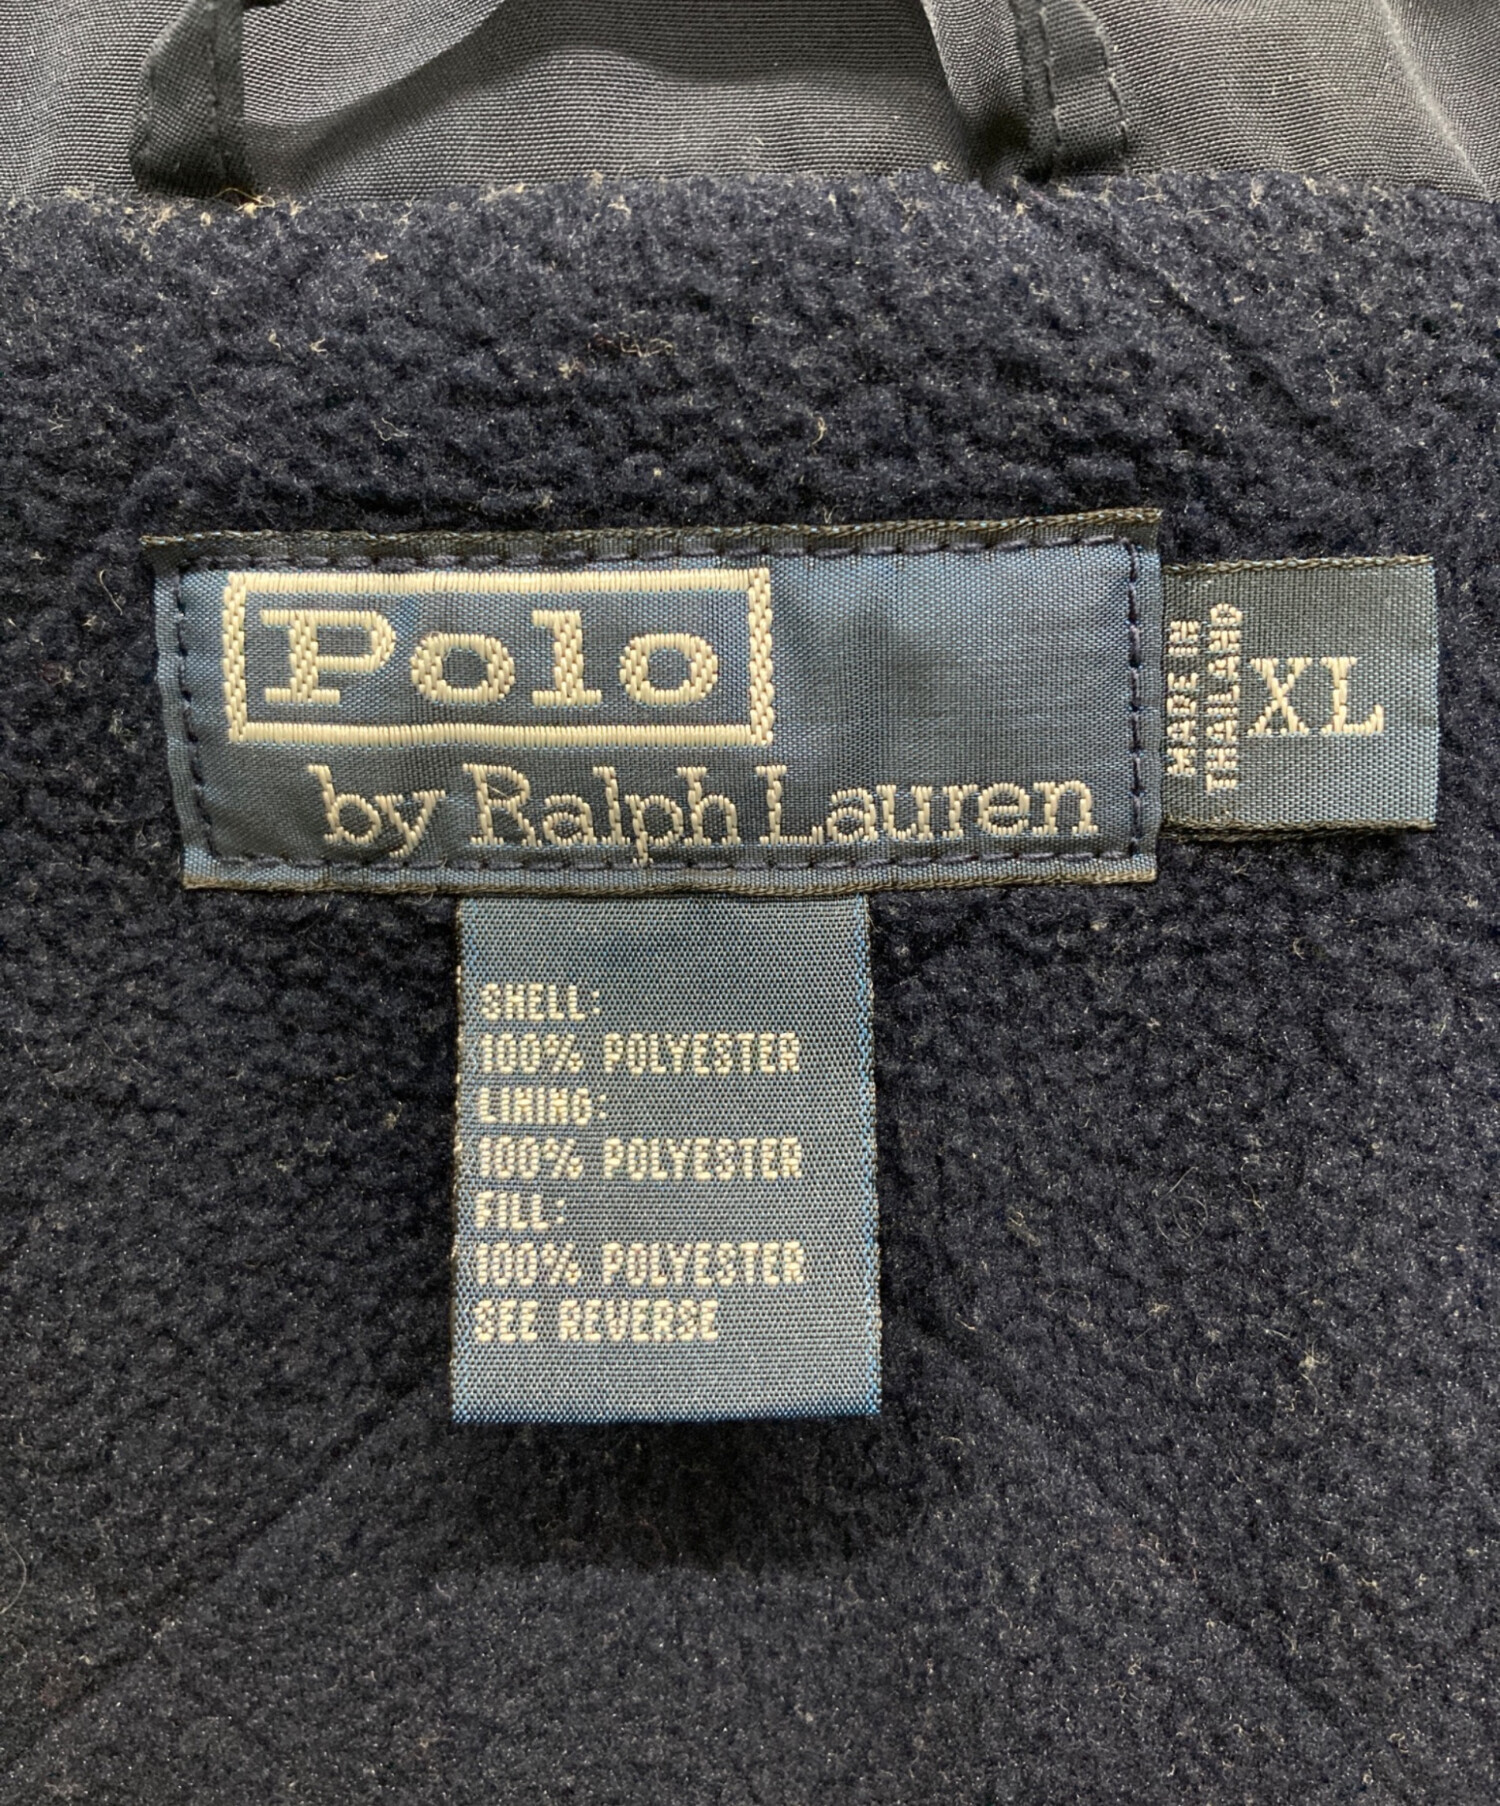 Polo
by Ralph Lauren
MADE IN
THAILAND
XL
SHELL:
100% POLYESTER
LINING:
100% POLYESTER
FILL:
100% POLYESTER
SEE REVERSE